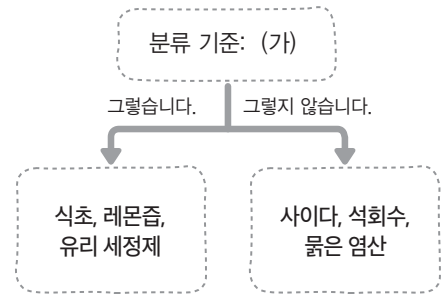 분류 기준: (가)
그렇습니다.
그렇지 않습니다.
식초, 레몬즙,
유리 세정제
사이다, 석회수,
묽은 염산